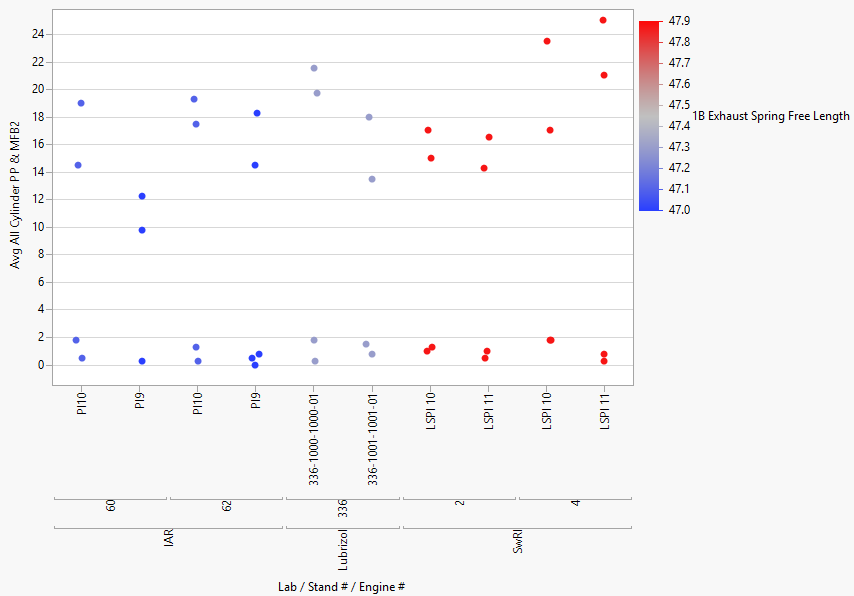 24
22
20
18
16
14
12
10
8
6
4
2
0
Avg All Cylinder PP & MFB2
47.9
47.8
47.7
47.6
47.5
47.4
47.3
47.2
47.1
47.0
1B Exhaust Spring Free Length
PI10
PI9
PI10
PI9
336-1000-1000-01
336-1001-1001-01
LSPI 10
LSPI 11
LSPI 10
LSPI 11
60
62
336
2
4
IAR
Lubrizol
SwRI
Lab / Stand # / Engine #